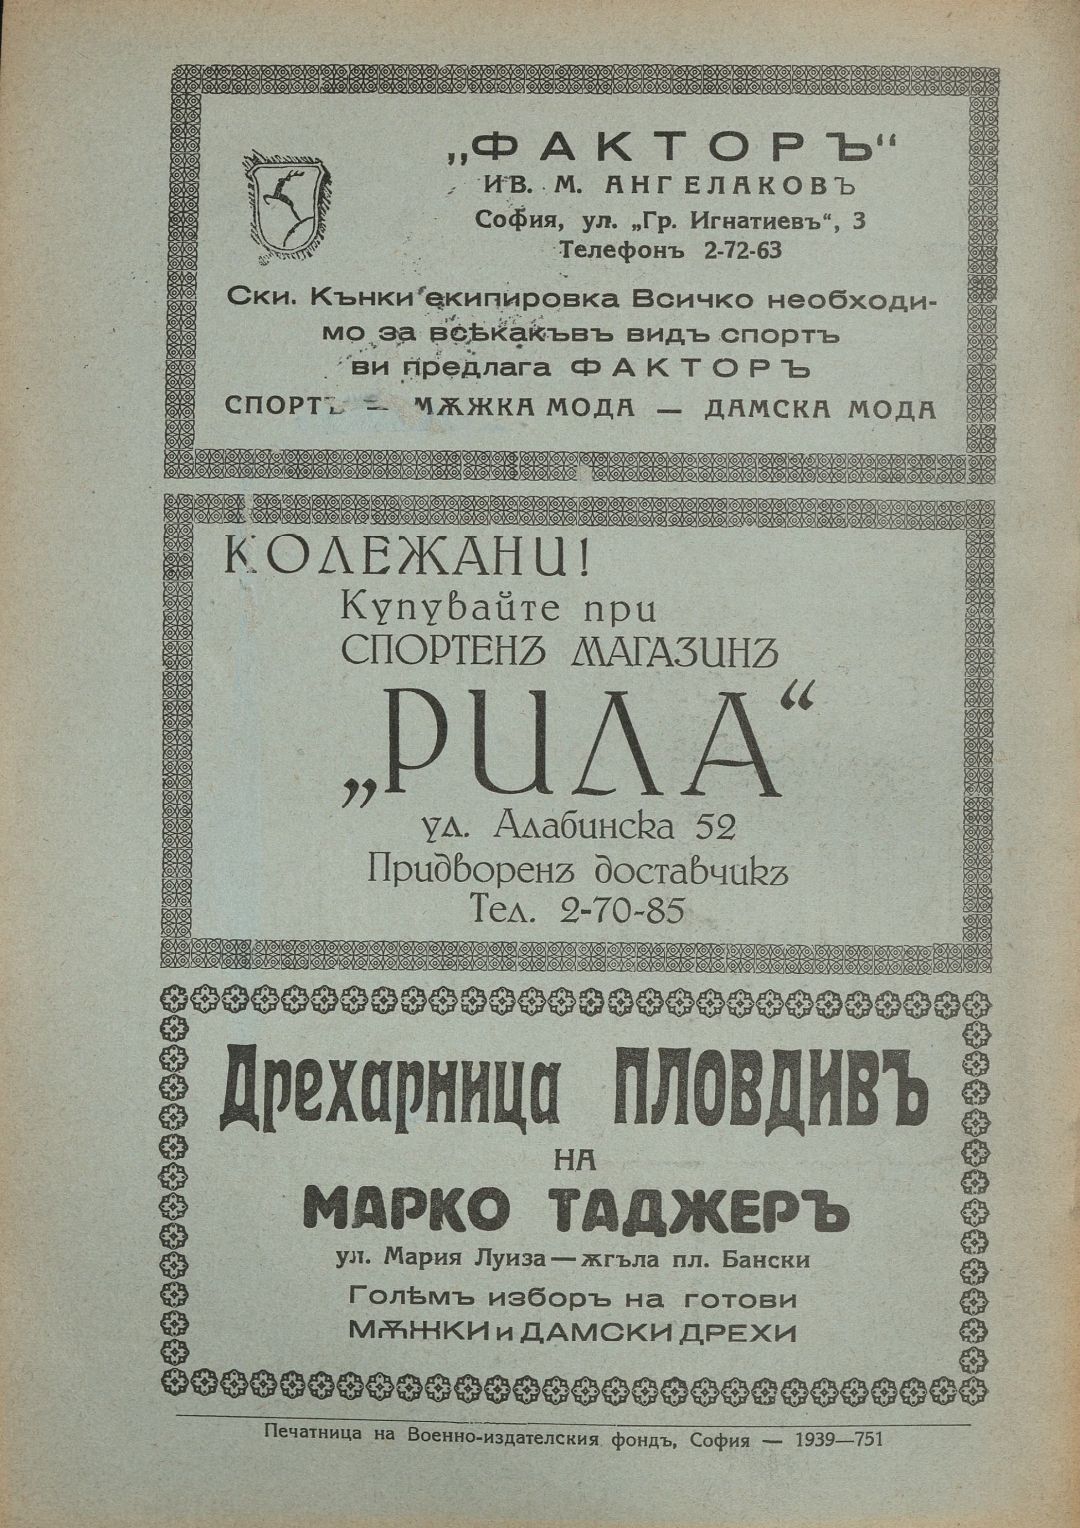 „ФАКТОРЪ“
ИВ. М. АНГЕЛАКОВЪ
София, ул. „Гр. Игнатиевъ“, 3
Телефонъ 2-72-63
Ски. Кънки екипировка Всичко необходи-
мо за всѣкакъвъ видъ спортъ
ви предлага ФАКТОРЪ
СПОРТЪ — МѪЖКА МОДА — ДАМСКА МОДА
КОЛЕЖАНИ!
Купувайте при
СПОРТЕНЪ МАГАЗИНЪ
„РИЛА“
ул. Алабинска 52
Придворенъ доставчикъ
Тел. 2-70-85
Дрехарница ПЛОВДИВЪ
НА
МАРКО ТАДЖЕРЪ
ул. Мария Луиза — ѫгъла пл. Бански
Голѣмъ изборъ на готови
МѪЖКИ и ДАМСКИ ДРЕХИ
Печатница на Военно-издателския фондъ, София — 1939—751